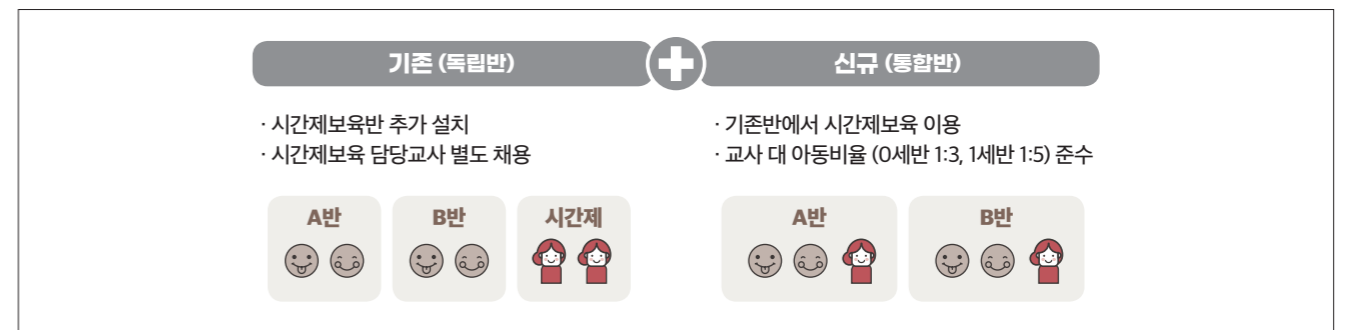 기존 (독립반)
· 시간제보육반 추가 설치
· 시간제보육 담당교사 별도 채용
A반 B반 시간제
신규 (통합반)
· 기존반에서 시간제보육 이용
· 교사 대 아동비율 (0세반 1:3, 1세반 1:5) 준수
A반 B반